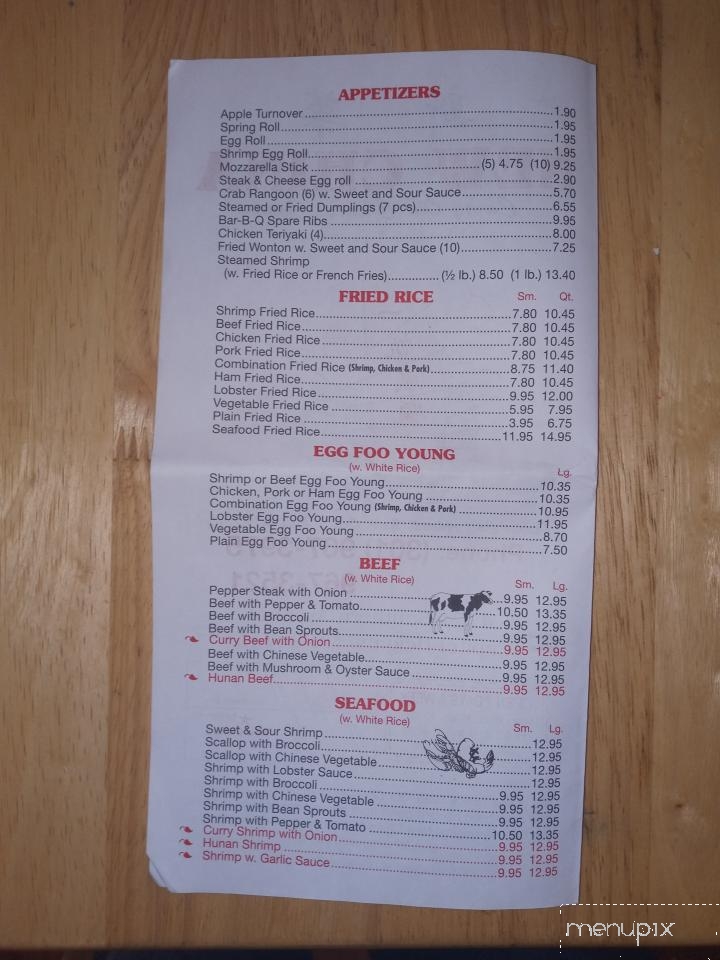 APPETIZERS
Apple Turnover 1.90
Spring Roll 1.95
Egg Roll 1.95
Shrimp Egg Roll 1.95
Mozzarella Stick (5) 4.75 (10) 9.25
Steak & Cheese Egg roll 2.90
Crab Rangoon (6) w. Sweet and Sour Sauce 5.70
Steamed or Fried Dumplings (7 pcs) 6.55
Bar-B-Q Spare Ribs 9.95
Chicken Teriyaki (4) 8.00
Fried Wonton w. Sweet and Sour Sauce (10) 7.25
Steamed Shrimp
(w. Fried Rice or French Fries) (½ lb.) 8.50 (1 lb.) 13.40
FRIED RICE Sm. Qt.
Shrimp Fried Rice 7.80 10.45
Beef Fried Rice 7.80 10.45
Chicken Fried Rice 7.80 10.45
Pork Fried Rice 7.80 10.45
Combination Fried Rice (Shrimp, Chicken & Pork) 8.75 11.40
Ham Fried Rice 7.80 10.45
Lobster Fried Rice 9.95 12.00
Vegetable Fried Rice 5.95 7.95
Plain Fried Rice 3.95 6.75
Seafood Fried Rice 11.95 14.95
EGG FOO YOUNG
(w. White Rice) Lg.
Shrimp or Beef Egg Foo Young 10.35
Chicken, Pork or Ham Egg Foo Young 10.35
Combination Egg Foo Young (Shrimp, Chicken & Pork) 10.95
Lobster Egg Foo Young 11.95
Vegetable Egg Foo Young 8.70
Plain Egg Foo Young 7.50
BEEF
(w. White Rice) Sm. Lg.
Pepper Steak with Onion 9.95 12.95
Beef with Pepper & Tomato 10.50 13.35
Beef with Broccoli 9.95 12.95
Beef with Bean Sprouts 9.95 12.95
Curry Beef with Onion 9.95 12.95
Beef with Chinese Vegetable 9.95 12.95
Beef with Mushroom & Oyster Sauce 9.95 12.95
Hunan Beef 9.95 12.95
SEAFOOD
(w. White Rice) Sm. Lg.
Sweet & Sour Shrimp 12.95
Scallop with Broccoli 12.95
Scallop with Chinese Vegetable 12.95
Shrimp with Lobster Sauce 12.95
Shrimp with Broccoli 9.95 12.95
Shrimp with Chinese Vegetable 9.95 12.95
Shrimp with Bean Sprouts 9.95 12.95
Shrimp with Pepper & Tomato 10.50 13.35
Curry Shrimp with Onion 9.95 12.95
Hunan Shrimp 9.95 12.95
Shrimp w. Garlic Sauce 9.95 12.95
menupix